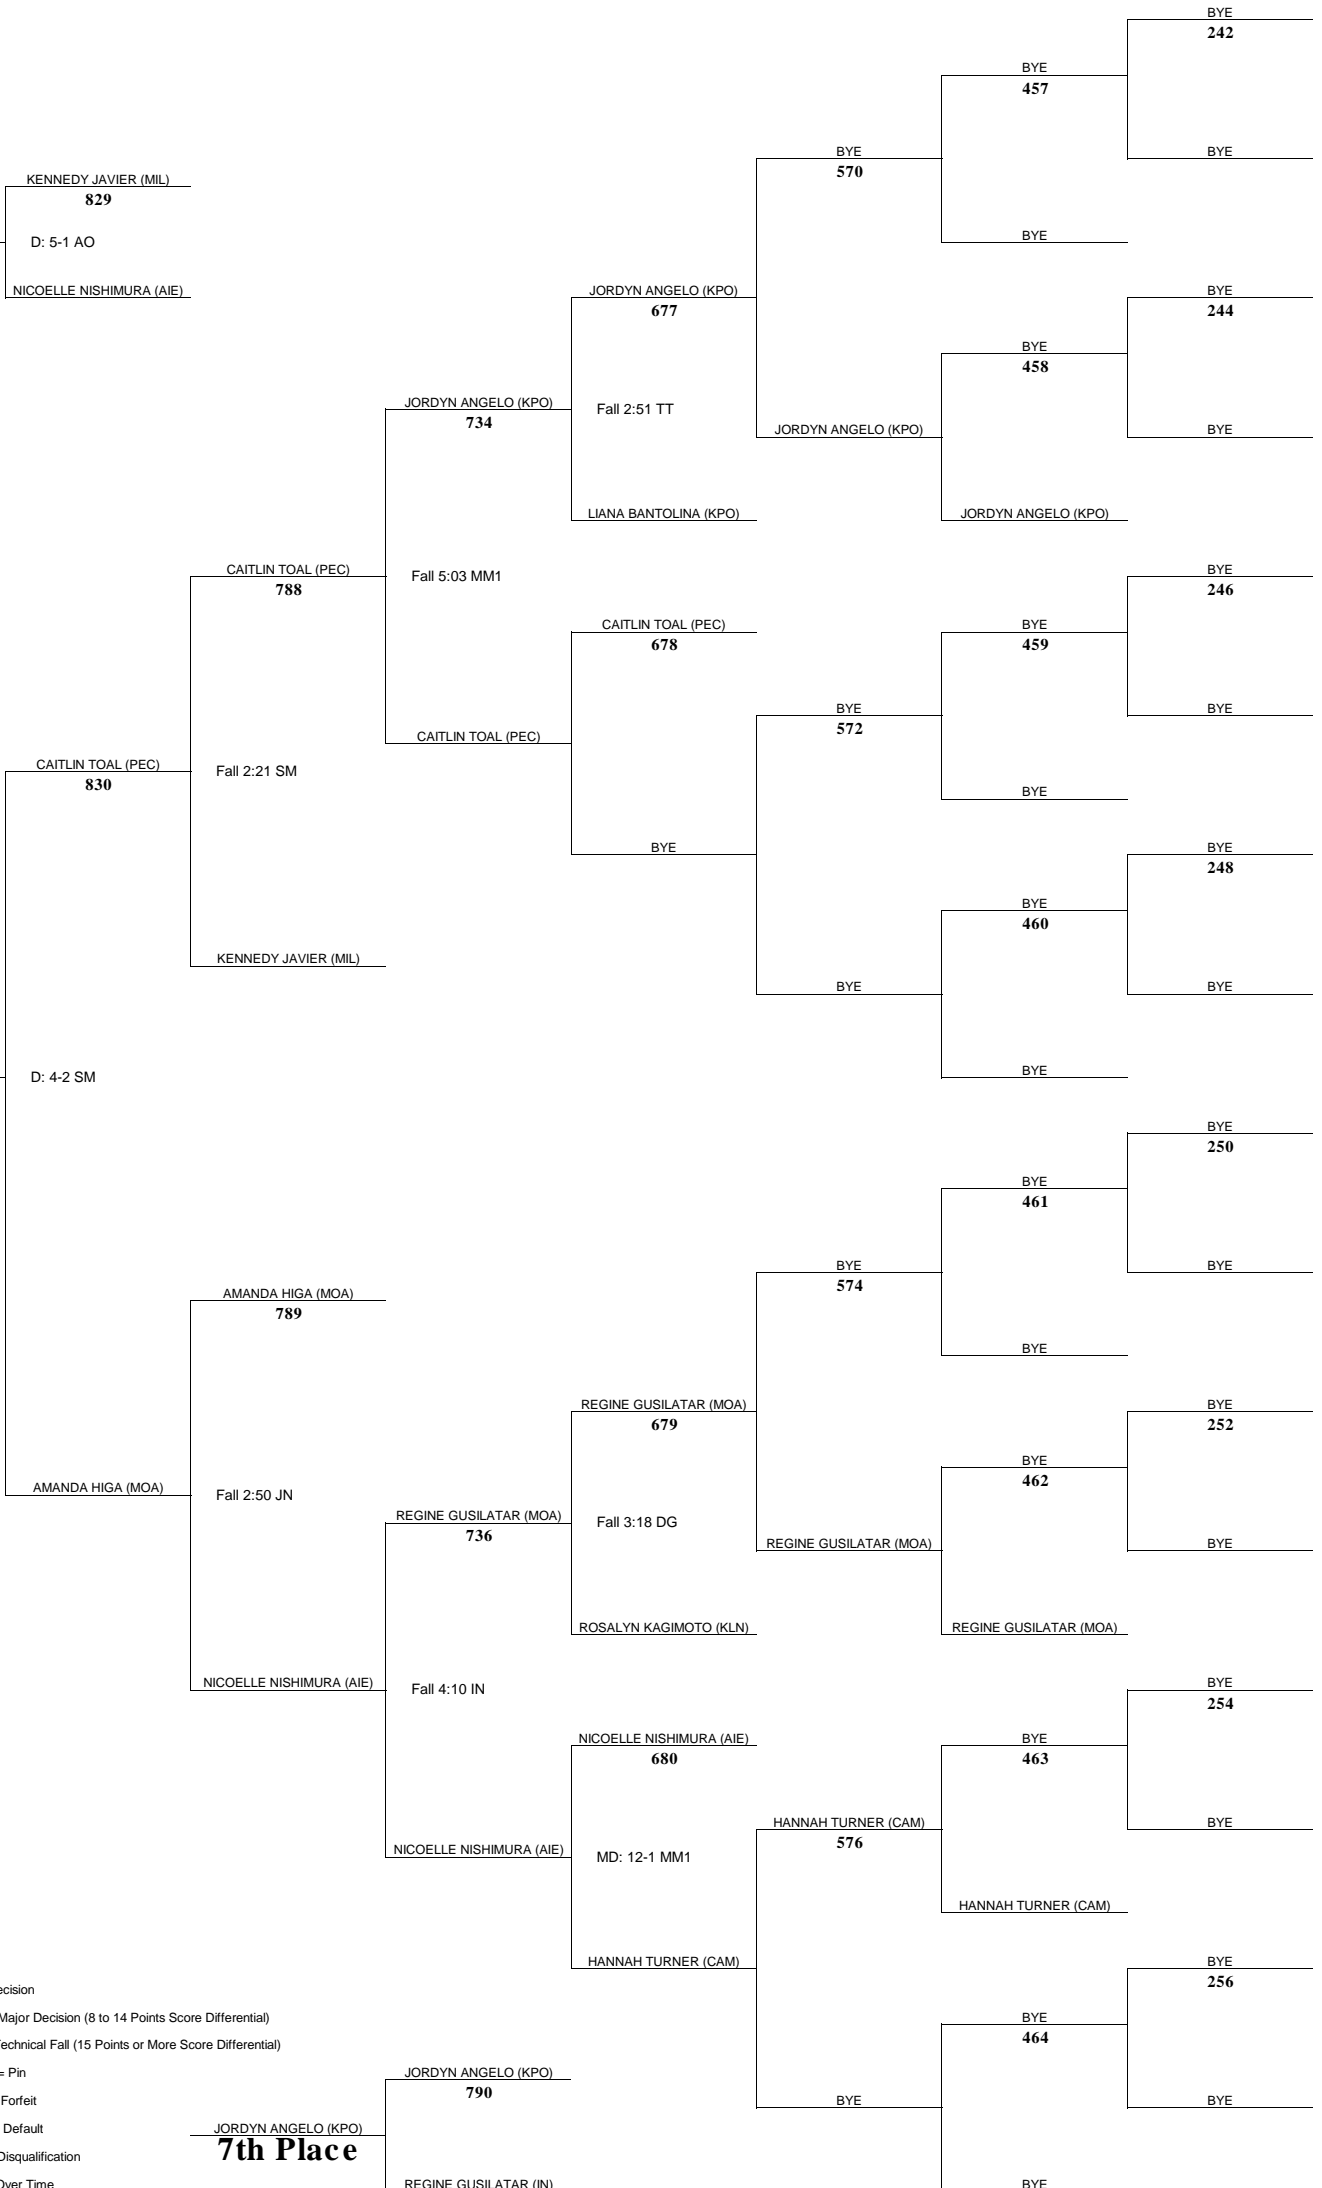 BYE
242
BYE
457
BYE
570
BYE
KENNEDY JAVIER (MIL)
829
D: 5-1 AO
BYE
NICOELLE NISHIMURA (AIE)
JORDYN ANGELO (KPO)
677
BYE
244
BYE
458
JORDYN ANGELO (KPO)
734
Fall 2:51 TT
JORDYN ANGELO (KPO)
BYE
LIANA BANTOLINA (KPO)
JORDYN ANGELO (KPO)
CAITLIN TOAL (PEC)
788
Fall 5:03 MM1
BYE
246
CAITLIN TOAL (PEC)
678
BYE
459
BYE
572
BYE
CAITLIN TOAL (PEC)
CAITLIN TOAL (PEC)
830
Fall 2:21 SM
BYE
BYE
BYE
248
BYE
460
KENNEDY JAVIER (MIL)
BYE
BYE
D: 4-2 SM
BYE
BYE
250
BYE
461
BYE
574
BYE
AMANDA HIGA (MOA)
789
BYE
REGINE GUSILATAR (MOA)
679
BYE
252
BYE
462
AMANDA HIGA (MOA)
Fall 2:50 JN
REGINE GUSILATAR (MOA)
736
Fall 3:18 DG
REGINE GUSILATAR (MOA)
BYE
ROSALYN KAGIMOTO (KLN)
REGINE GUSILATAR (MOA)
NICOELLE NISHIMURA (AIE)
Fall 4:10 IN
BYE
254
NICOELLE NISHIMURA (AIE)
680
BYE
463
HANNAH TURNER (CAM)
576
BYE
NICOELLE NISHIMURA (AIE)
MD: 12-1 MM1
HANNAH TURNER (CAM)
HANNAH TURNER (CAM)
BYE
256
ecision
Major Decision (8 to 14 Points Score Differential)
BYE
464
echnical Fall (15 Points or More Score Differential)
= Pin
JORDYN ANGELO (KPO)
790
Forfeit
BYE
BYE
Default
JORDYN ANGELO (KPO)
7th Place
Disqualification
Over Time
REGINE GUSILATAR (IN)
BYE